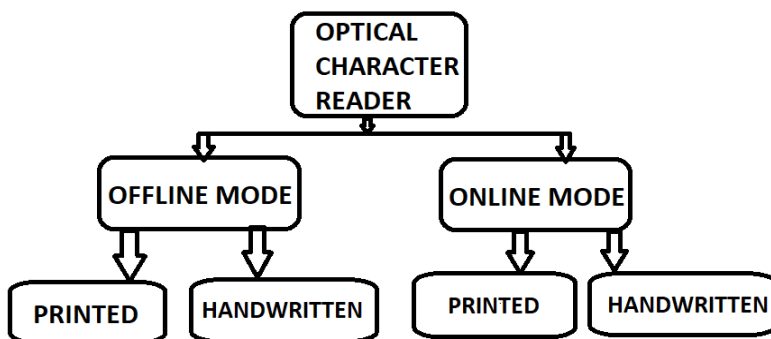 OPTICAL
CHARACTER
READER
OFFLINE MODE
ONLINE MODE
PRINTED
HANDWRITTEN
PRINTED
HANDWRITTEN